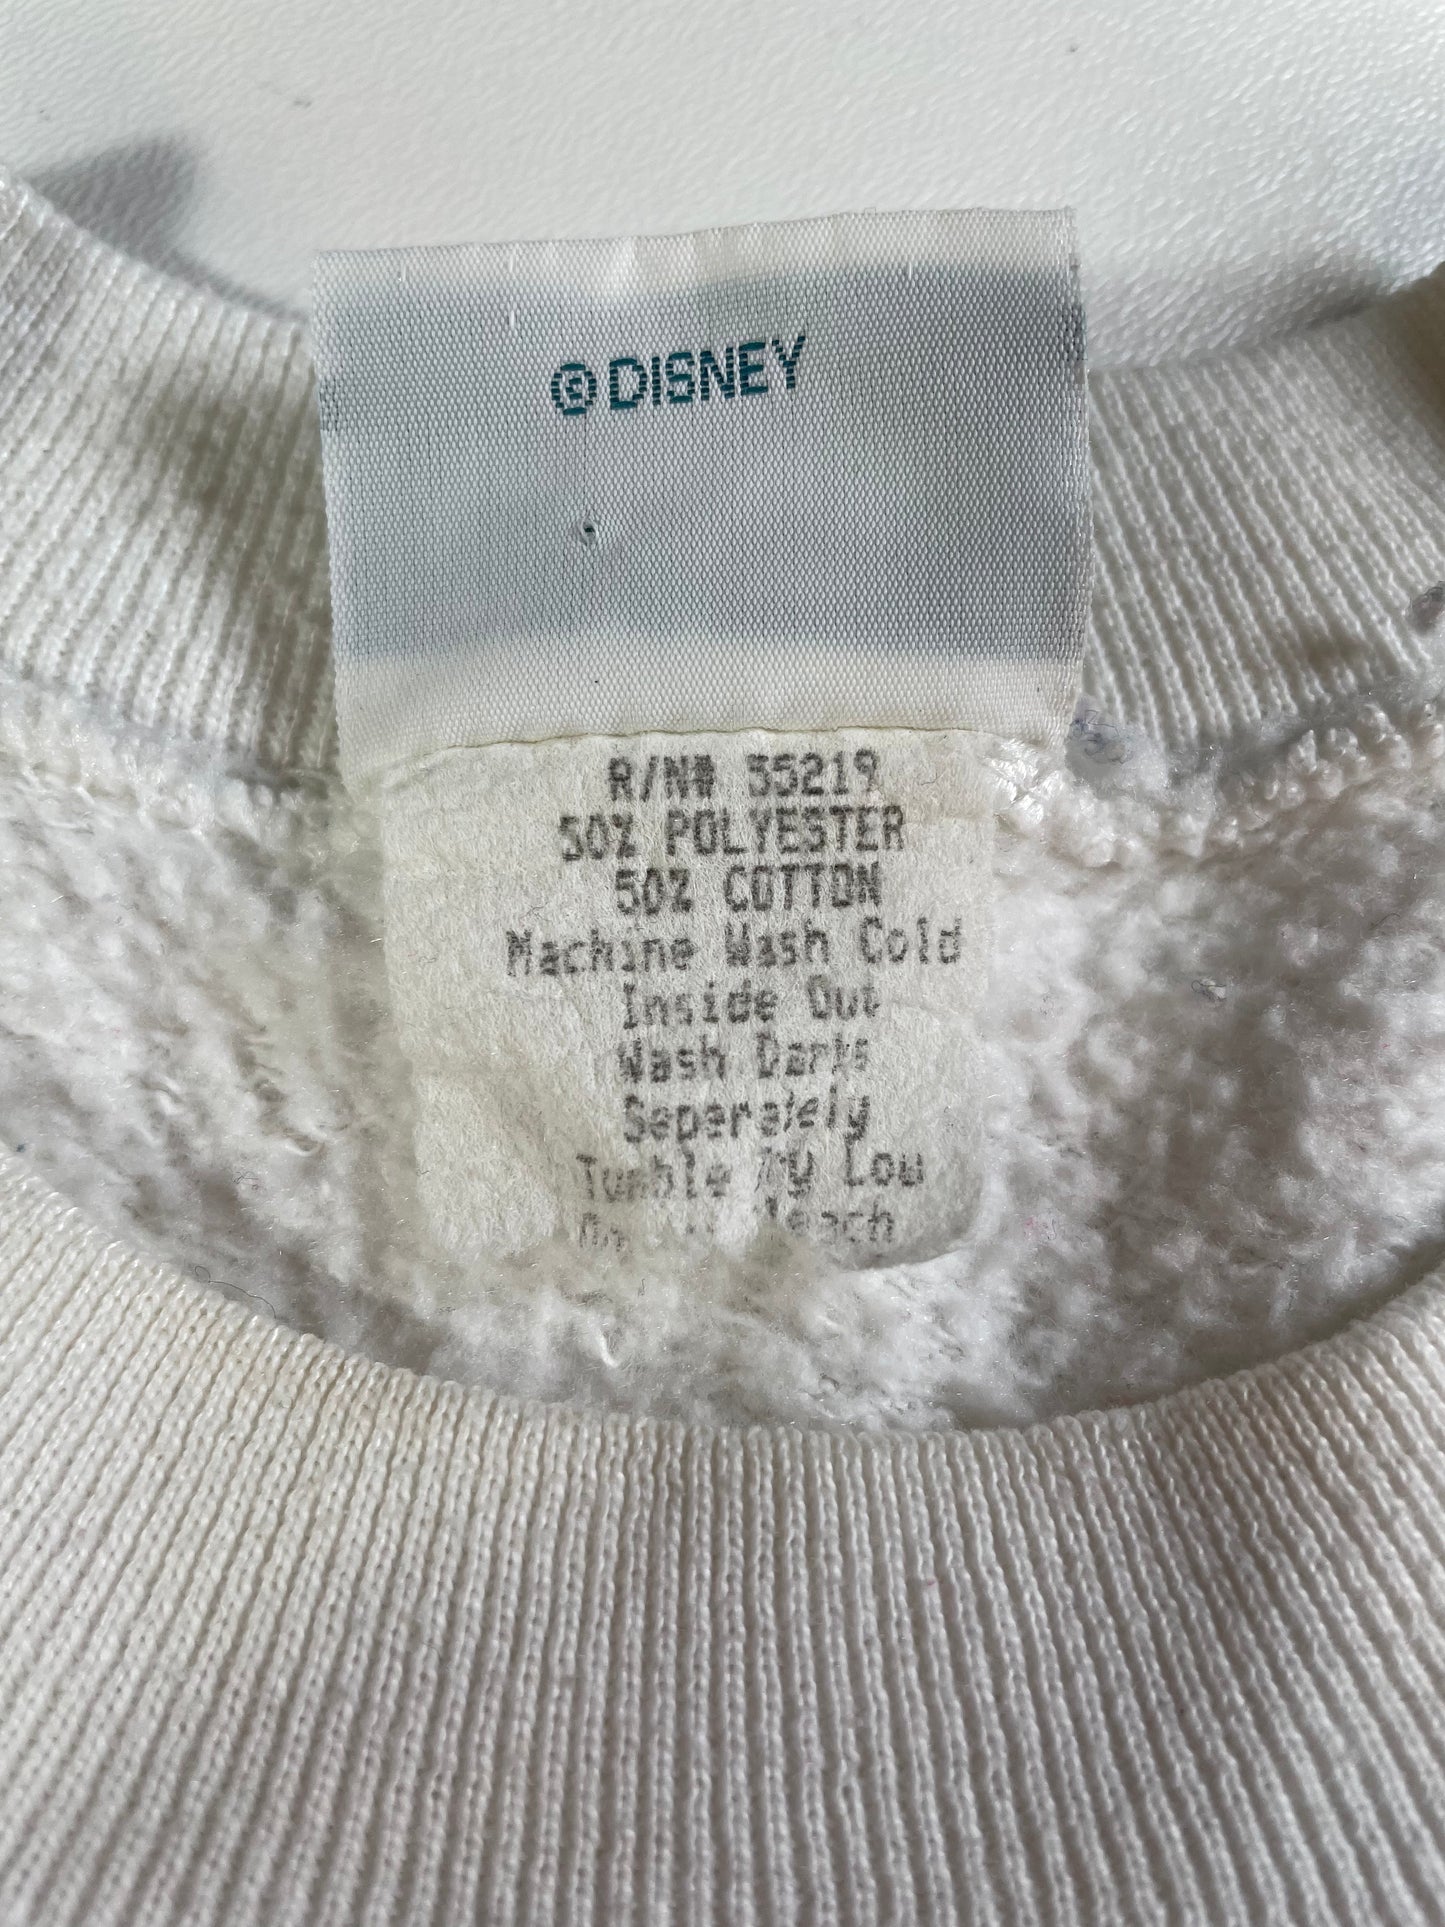 © DISNEY
R/N# 55219
50% POLYESTER
50% COTTON
Machine Wash Cold
Inside Out
Wash Darks
Seperately
Tumble Low